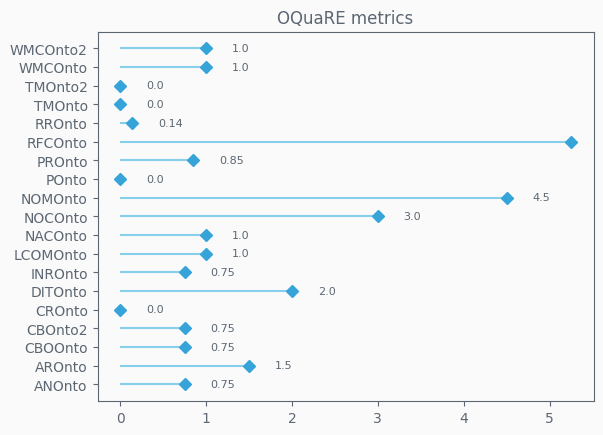 OQuaRE metrics
WMCOnto2 1.0
WMCOnto 1.0
TMOnto2 0.0
TMOnto 0.0
RROnto 0.14
RFCOnto
PROnto 0.85
POnto 0.0
NOMOnto 4.5
NOCOnto 3.0
NACOnto 1.0
LCOMOnto 1.0
INROnto 0.75
DITOnto 2.0
CROnto 0.0
CBOnto2 0.75
CBOOnto 0.75
AROnto 1.5
ANOnto 0.75
0 1 2 3 4 5